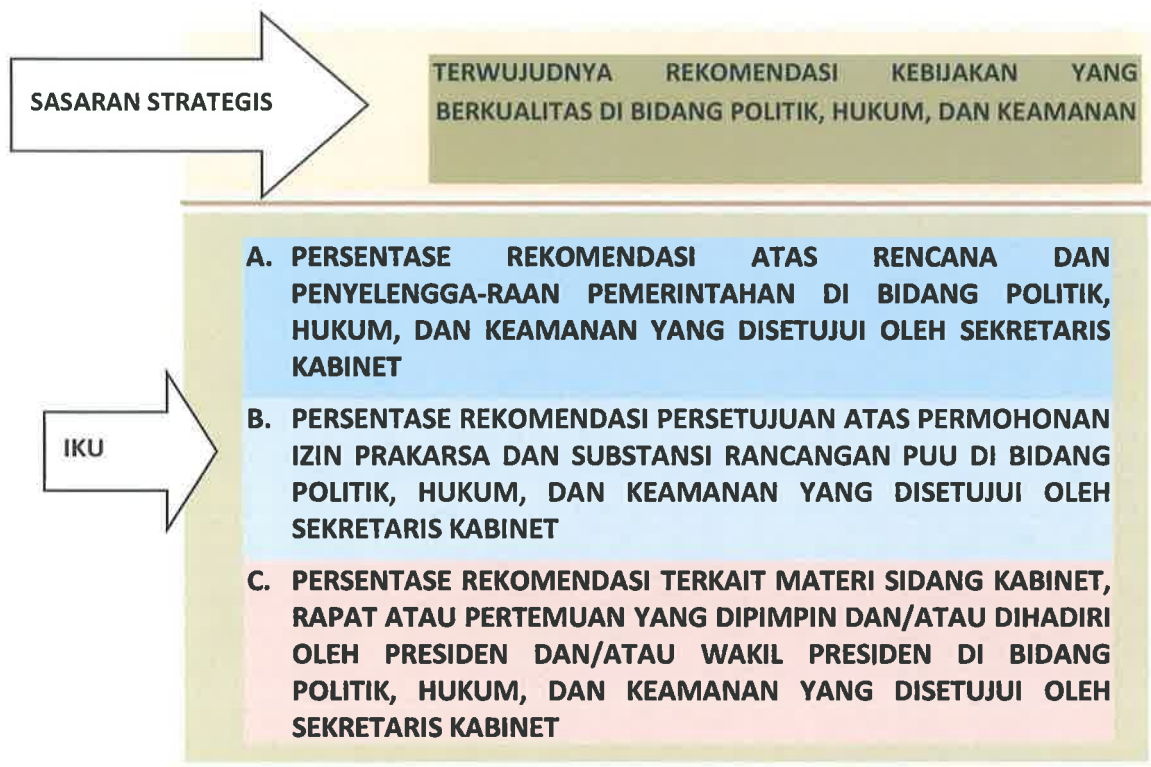 SASARAN STRATEGIS
TERWUJUDNYA REKOMENDASI KEBIJAKAN YANG
BERKUALITAS DI BIDANG POLITIK, HUKUM, DAN KEAMANAN
IKU
A. PERSENTASE REKOMENDASI ATAS RENCANA DAN
PENYELENGGA-RAAN PEMERINTAHAN DI BIDANG POLITIK,
HUKUM, DAN KEAMANAN YANG DISETUJUI OLEH SEKRETARIS
KABINET
B. PERSENTASE REKOMENDASI PERSETUJUAN ATAS PERMOHONAN
IZIN PRAKARSA DAN SUBSTANSI RANCANGAN PUU DI BIDANG
POLITIK, HUKUM, DAN KEAMANAN YANG DISETUJUI OLEH
SEKRETARIS KABINET
C. PERSENTASE REKOMENDASI TERKAIT MATERI SIDANG KABINET,
RAPAT ATAU PERTEMUAN YANG DIPIMPIN DAN/ATAU DIHADIRI
OLEH PRESIDEN DAN/ATAU WAKIL PRESIDEN DI BIDANG
POLITIK, HUKUM, DAN KEAMANAN YANG DISETUJUI OLEH
SEKRETARIS KABINET